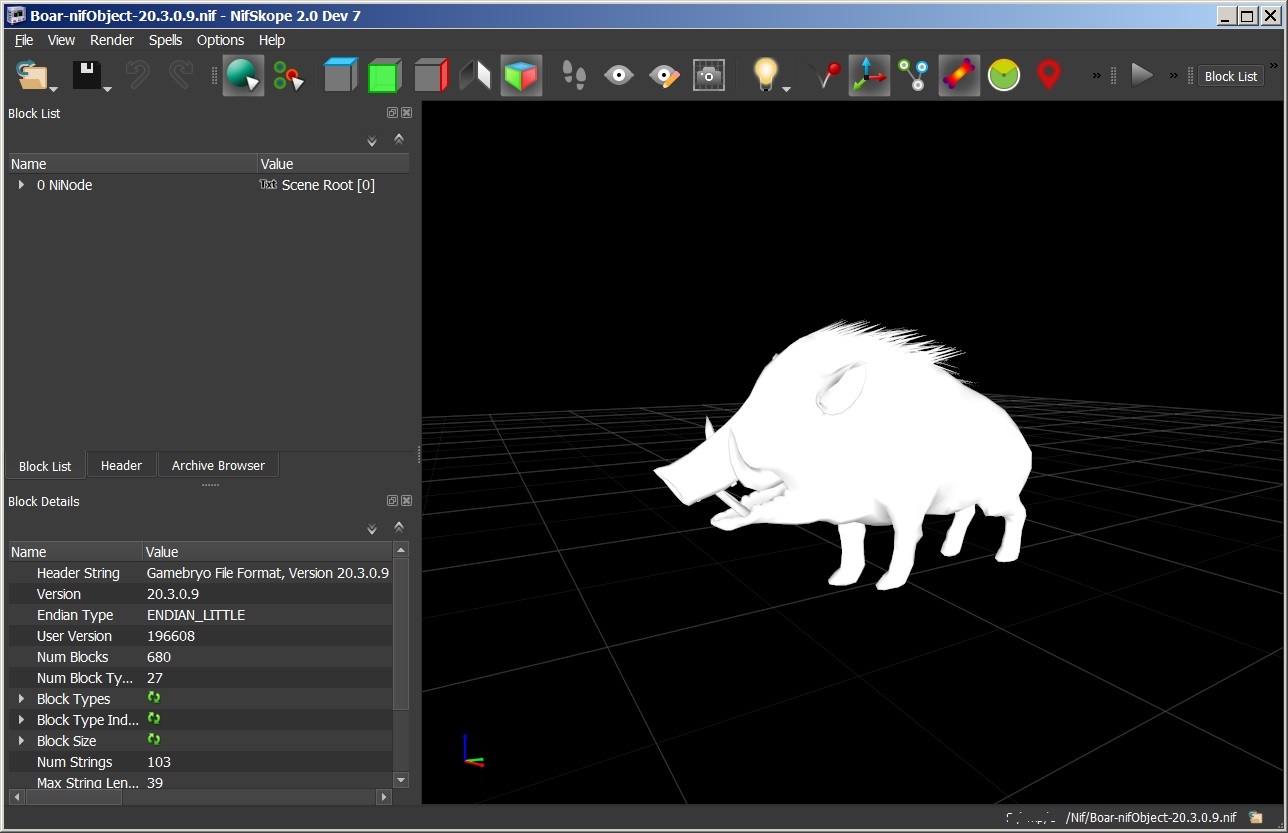 Boar-nifObject-20.3.0.9.nif - NifSkope 2.0 Dev 7
File View Render Spells Options Help
Block List
Block List
Name Value
0 NiNode Txt Scene Root [0]
Block List Header Archive Browser
Block Details
Name Value
Header String Gamebryo File Format, Version 20.3.0.9
Version 20.3.0.9
Endian Type ENDIAN_LITTLE
User Version 196608
Num Blocks 680
Num Block Ty... 27
Block Types
Block Type Ind...
Block Size
Num Strings 103
Max String Len... 39
/Nif/Boar-nifObject-20.3.0.9.nif